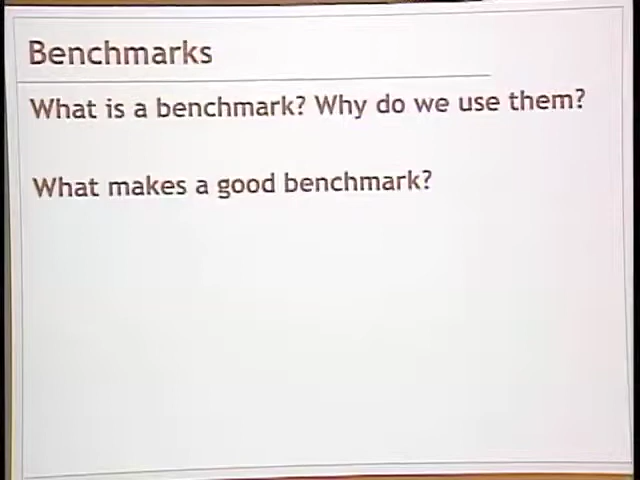 Benchmarks
What is a benchmark? Why do we use them?
What makes a good benchmark?